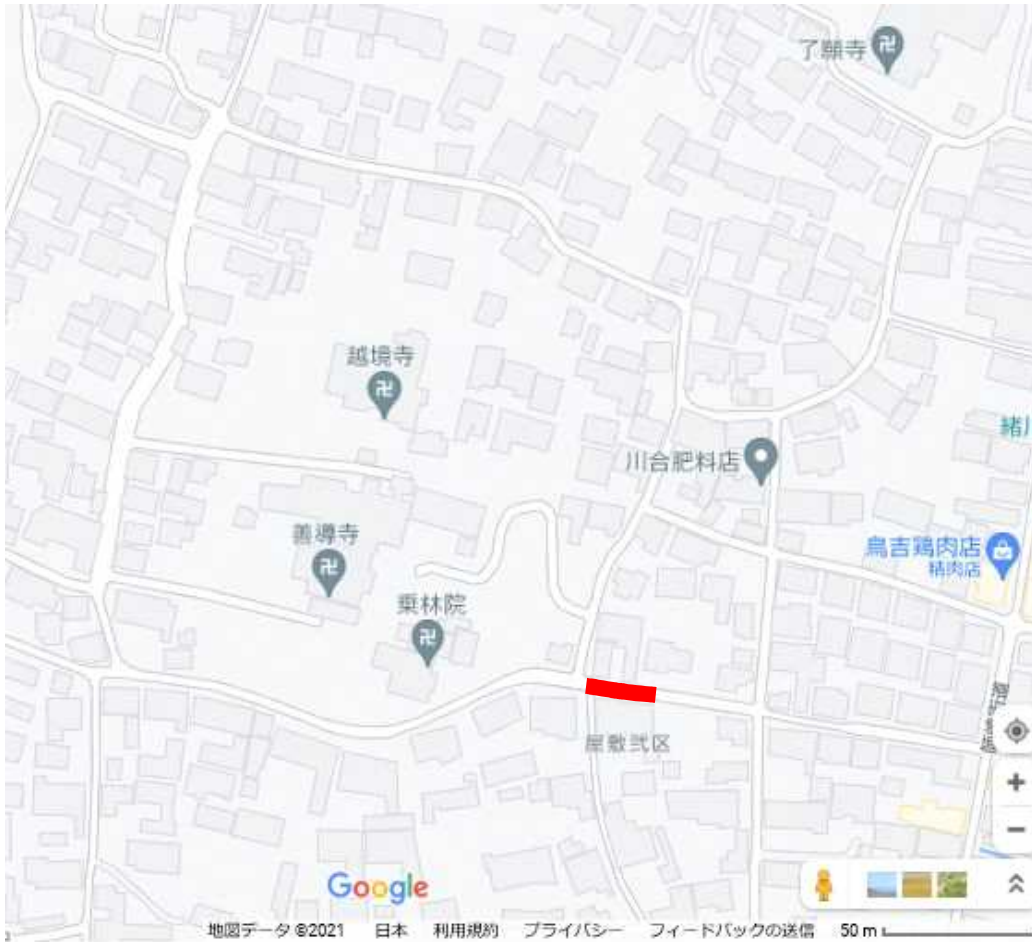 了願寺
越境寺
緒川
川合肥料店
善導寺
鳥吉鶏肉店
精肉店
乗林院
屋敷弐区
Google
地図データ ©2021 日本 利用規約 プライバシー フィードバックの送信 50 m